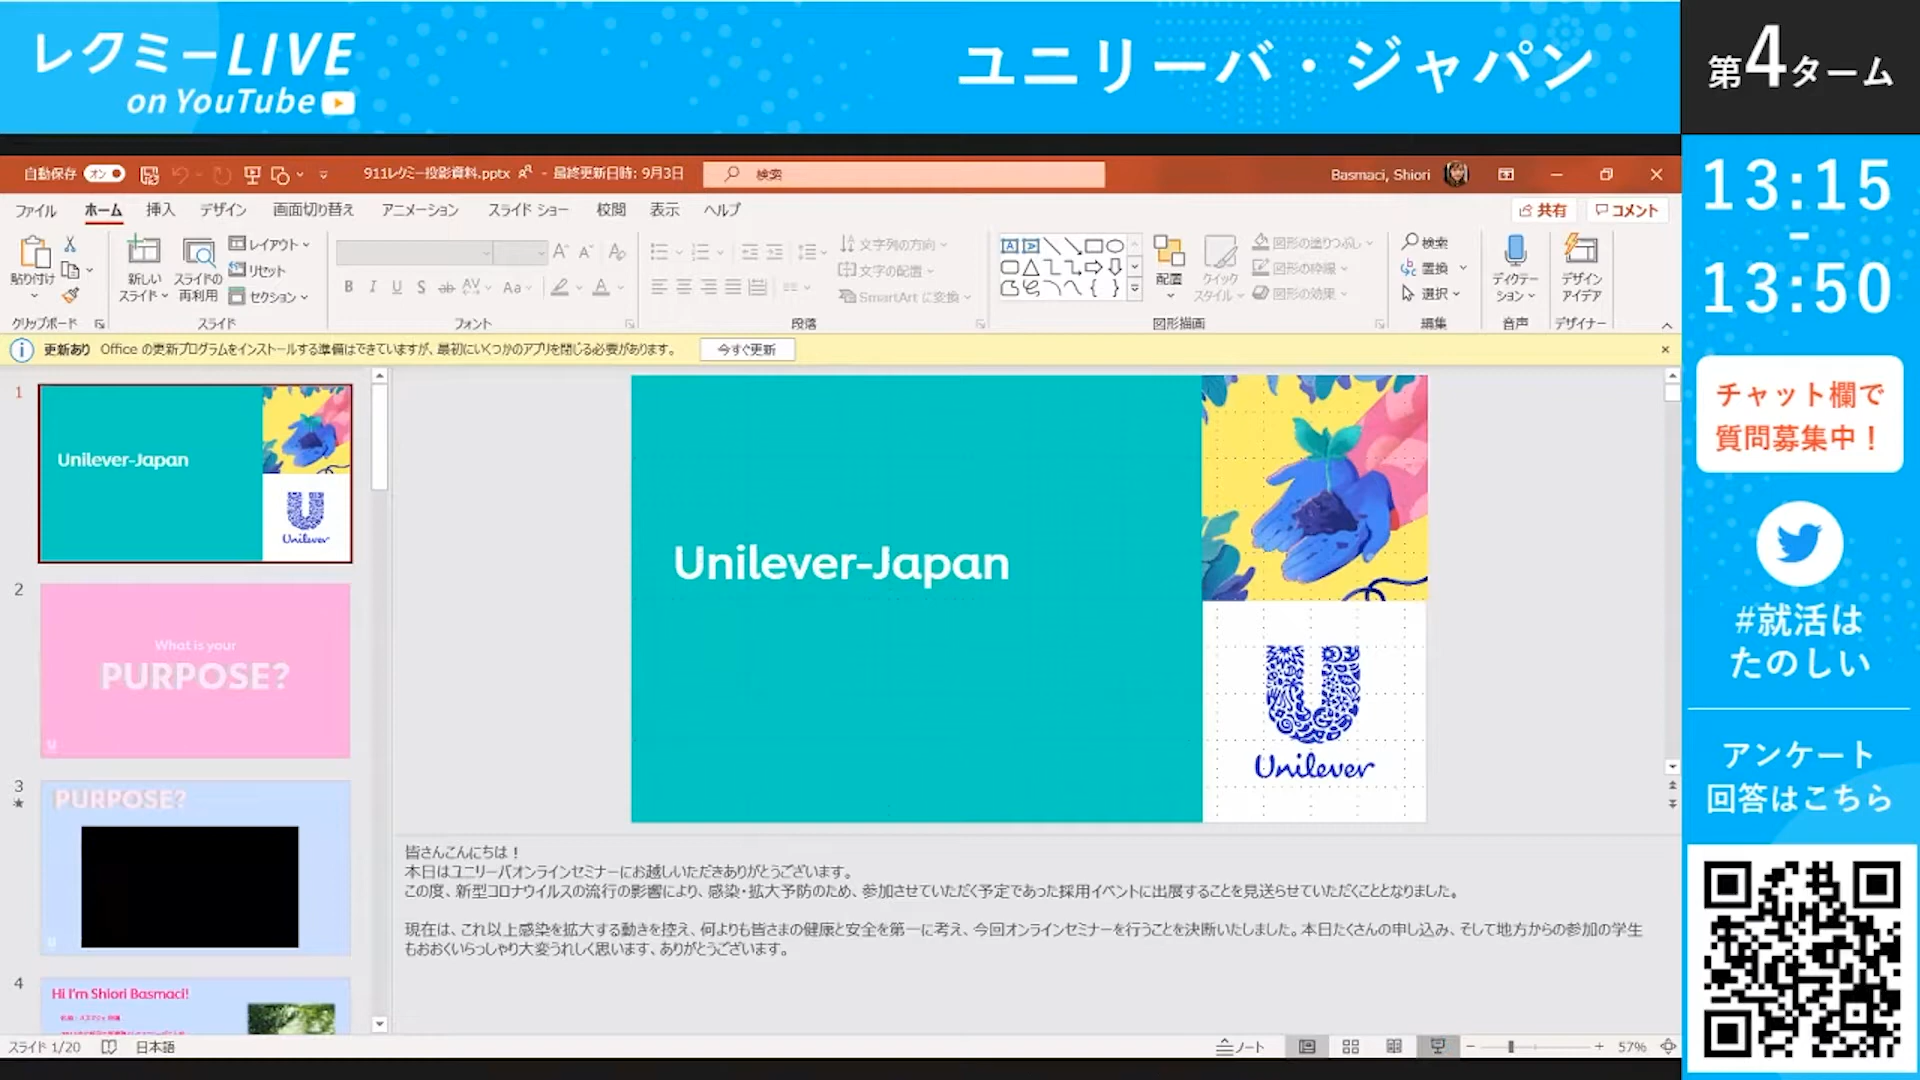 レクミーLIVE
on YouTube
ユニリーバ・ジャパン
第4ターム
自動保存 オン
911レクミー投影資料.pptx
- 最終更新日時: 9月3日
検索
Basmaci, Shiori
ファイル ホーム 挿入 デザイン 画面切り替え アニメーション スライド ショー 校閲 表示 ヘルプ
共有 コメント
貼り付け
クリップボード
新しい
スライド
スライドの
再利用
レイアウト
リセット
セクション
スライド
B I U S ab AV Aa A
フォント
文字列の方向
文字の配置
SmartArt に変換
段落
配置
クイック
スタイル
図形の塗りつぶし
図形の枠線
図形の効果
図形描画
検索
置換
選択
編集
ディクテー
ション
音声
デザイン
アイデア
デザイナー
更新あり Office の更新プログラムをインストールする準備はできていますが、最初にいくつかのアプリを閉じる必要があります。
今すぐ更新
1
Unilever-Japan
Unilever
2
What is your
PURPOSE?
3
PURPOSE?
4
Hi I'm Shiori Basmaci!
Unilever-Japan
Unilever
皆さんこんにちは！
本日はユニリーバオンラインセミナーにお越しいただきありがとうございます。
この度、新型コロナウイルスの流行の影響により、感染・拡大予防のため、参加させていただく予定であった採用イベントに出展することを見送らせていただくこととなりました。
現在は、これ以上感染を拡大する動きを控え、何よりも皆さまの健康と安全を第一に考え、今回オンラインセミナーを行うことを決断いたしました。本日たくさんの申し込み、そして地方からの参加の学生
もおおくいらっしゃり大変うれしく思います、ありがとうございます。
スライド 1/20 日本語
ノート
57%
13:15
-
13:50
チャット欄で
質問募集中！
#就活は
たのしい
アンケート
回答はこちら